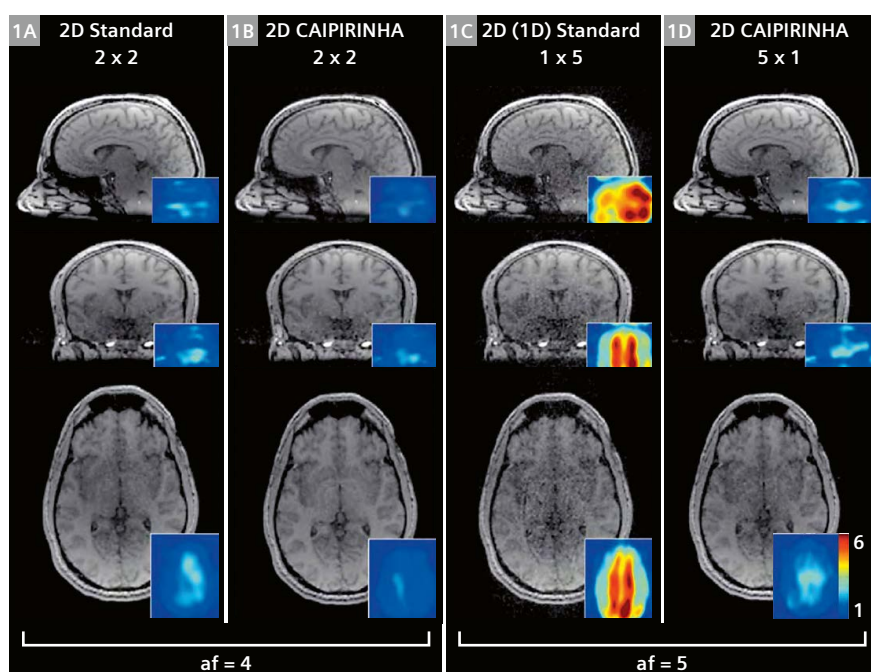 1A 2D Standard
2 x 2
1B 2D CAIPIRINHA
2 x 2
1C 2D (1D) Standard
1 x 5
1D 2D CAIPIRINHA
5 x 1
6
1
af = 4
af = 5